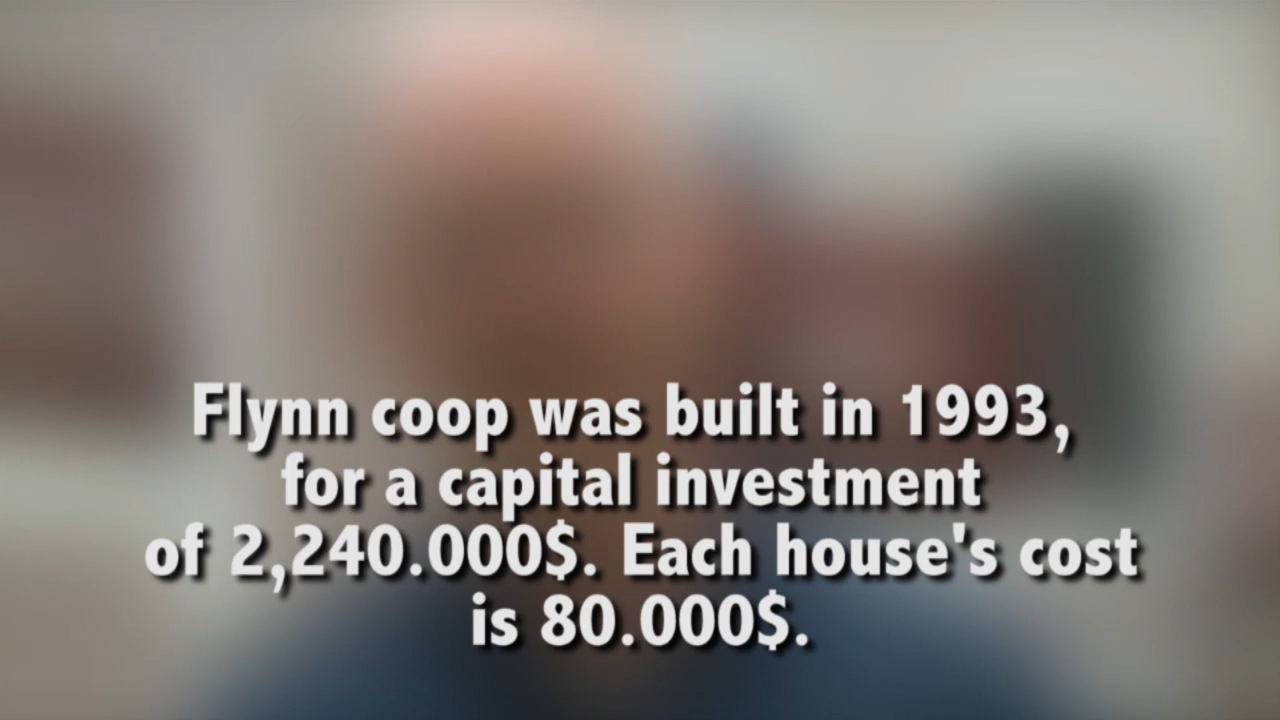 Flynn coop was built in 1993,
for a capital investment
of 2,240.000$. Each house's cost
is 80.000$.